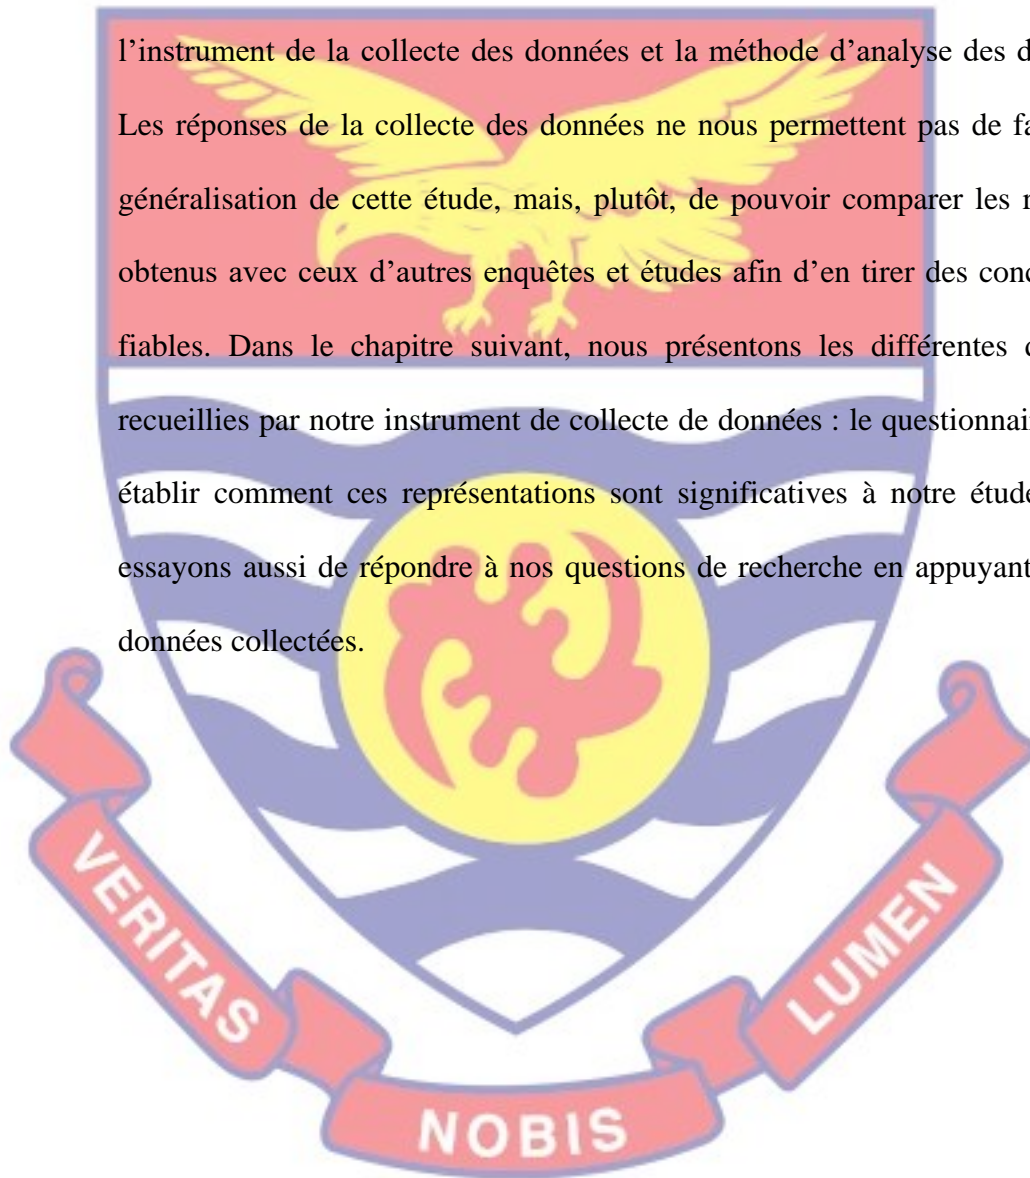 l’instrument de la collecte des données et la méthode d’analyse des d
Les réponses de la collecte des données ne nous permettent pas de fa
généralisation de cette étude, mais, plutôt, de pouvoir comparer les r
obtenus avec ceux d’autres enquêtes et études afin d’en tirer des conc
fiables. Dans le chapitre suivant, nous présentons les différentes d
recueillies par notre instrument de collecte de données : le questionnair
établir comment ces représentations sont significatives à notre étude
essayons aussi de répondre à nos questions de recherche en appuyant
données collectées.
VERITAS
NOBIS
LUMEN